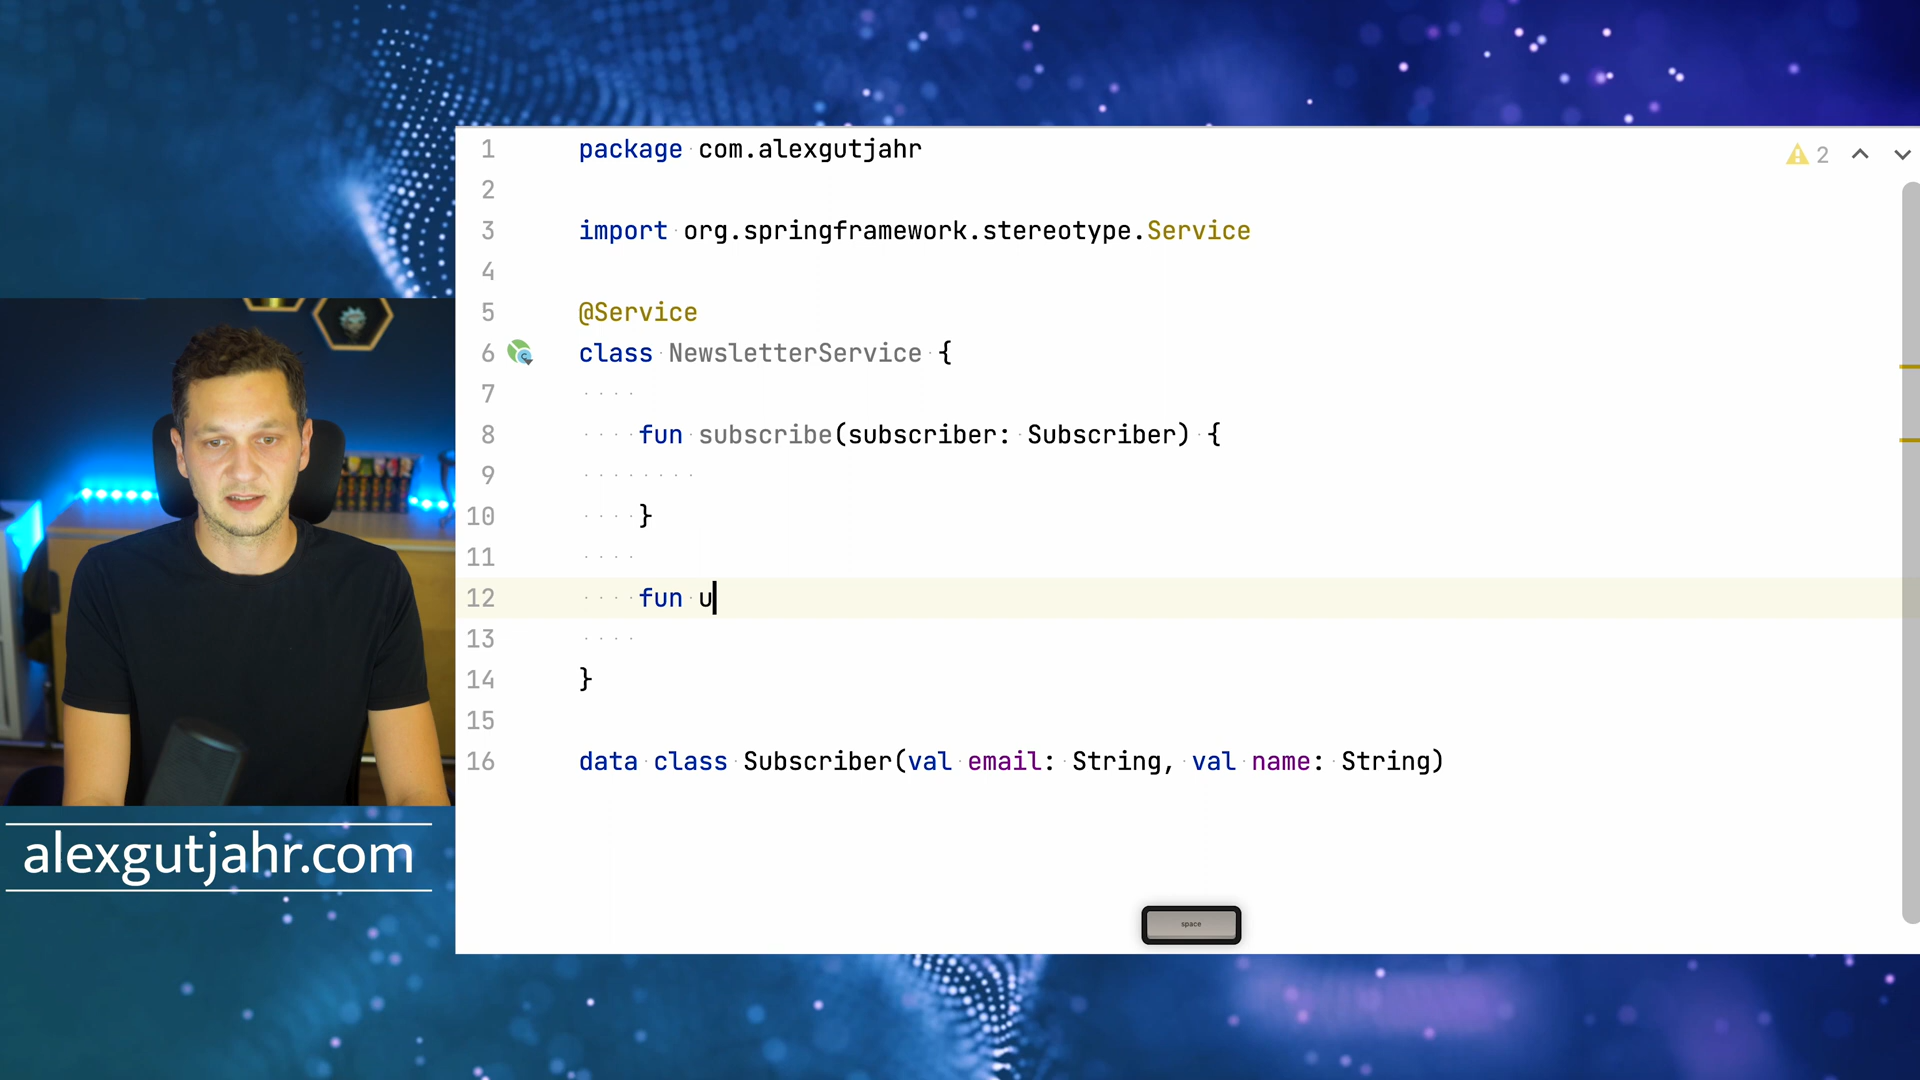 1 package com.alexgutjahr
2
3 import org.springframework.stereotype.Service
4
5 @Service
6 class NewsletterService {
7
8 fun subscribe(subscriber: Subscriber) {
9
10 }
11
12 fun u
13
14 }
15
16 data class Subscriber(val email: String, val name: String)
2
alexgutjahr.com
space